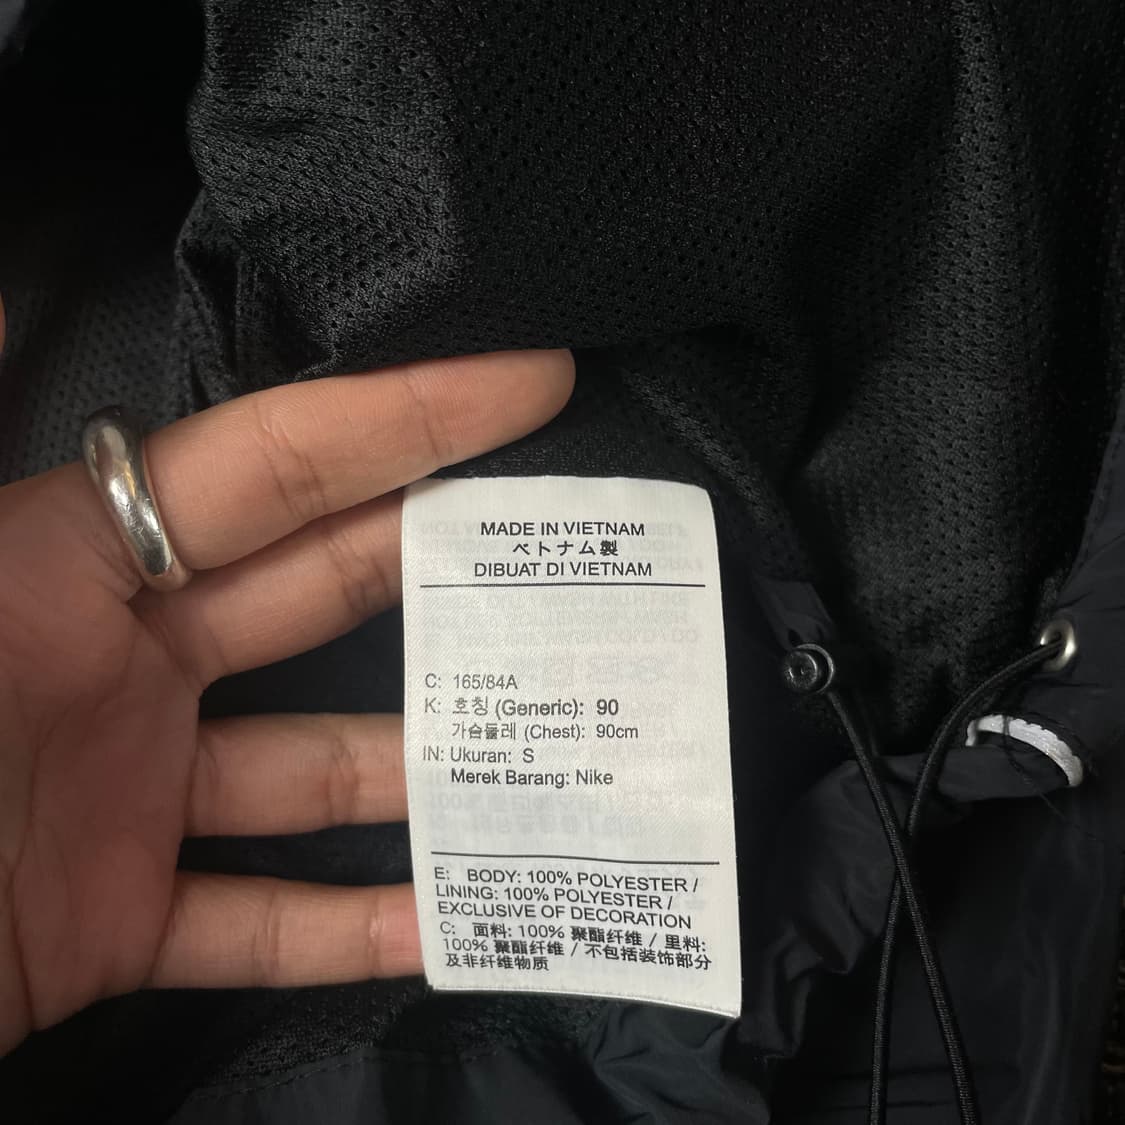 MADE IN VIETNAM
ベトナム製
DIBUAT DI VIETNAM
C: 165/84A
K: 호칭 (Generic): 90
가슴둘레 (Chest): 90cm
IN: Ukuran: S
Merek Barang: Nike
E: BODY: 100% POLYESTER /
LINING: 100% POLYESTER /
EXCLUSIVE OF DECORATION
C: 面料: 100% 聚酯纤维 / 里料:
100% 聚酯纤维 / 不包括装饰部分
及非纤维物质